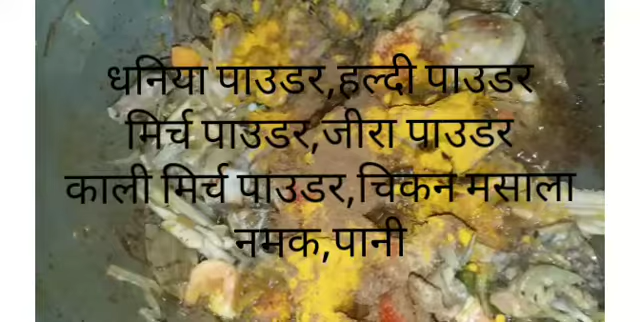 धनिया पाउडर,हल्दी पाउडर
मिर्च पाउडर,जीरा पाउडर
काली मिर्च पाउडर,चिकन मसाला
नमक,पानी